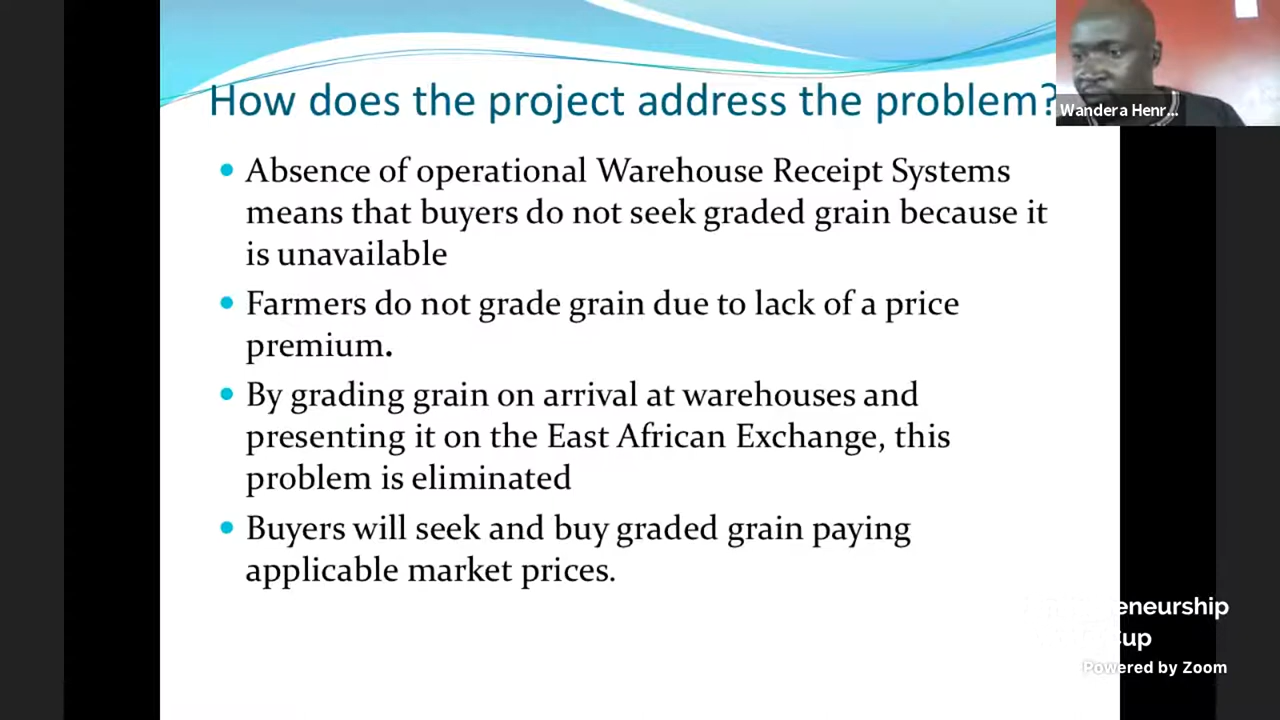 How does the project address the problem?
Wandera Henr...
Absence of operational Warehouse Receipt Systems
means that buyers do not seek graded grain because it
is unavailable
Farmers do not grade grain due to lack of a price
premium.
By grading grain on arrival at warehouses and
presenting it on the East African Exchange, this
problem is eliminated
Buyers will seek and buy graded grain paying
applicable market prices.
eneurship
up
Powered by Zoom